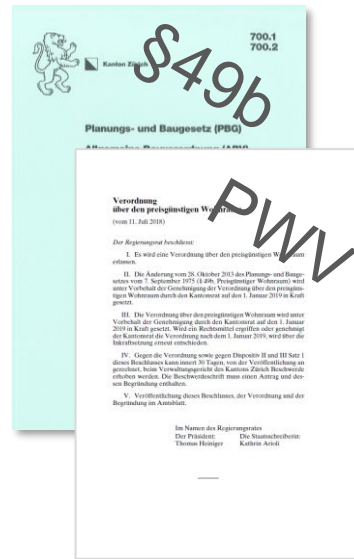 700.1
700.2
Kanton Zürich
§49b
Planungs- und Baugesetz (PBG)
PWV
Verordnung
über den preisgünstigen
(vom 11. Juli 2018)
Der Regierungsrat beschliesst:
I. Es wird eine Verordnung über den preisgünstigen Wohnraum
erlassen.
II. Die Änderung vom 28. Oktober 2013 des Planungs- und Bauge-
setzes vom 7. September 1975 (§ 49b, Preisgünstiger Wohnraum) wird
unter Vorbehalt der Genehmigung der Verordnung über den preisgüns-
tigen Wohnraum durch den Kantonsrat auf den 1. Januar 2019 in Kraft
gesetzt.
III. Die Verordnung über den preisgünstigen Wohnraum wird unter
Vorbehalt der Genehmigung durch den Kantonsrat auf den 1. Januar
2019 in Kraft gesetzt. Wird ein Rechtsmittel ergriffen oder genehmigt
der Kantonsrat die Verordnung nach dem 1. Januar 2019, wird über die
Inkraftsetzung erneut entschieden.
IV. Gegen die Verordnung sowie gegen Dispositiv II und III Satz 1
dieses Beschlusses kann innert 30 Tagen, von der Veröffentlichung an
gerechnet, beim Verwaltungsgericht des Kantons Zürich Beschwerde
erhoben werden. Die Beschwerdeschrift muss einen Antrag und des-
sen Begründung enthalten.
V. Veröffentlichung dieses Beschlusses, der Verordnung und der
Begründung im Amtsblatt.
Im Namen des Regierungsrates
Der Präsident: Die Staatsschreiberin:
Thomas Heiniger Kathrin Arioli